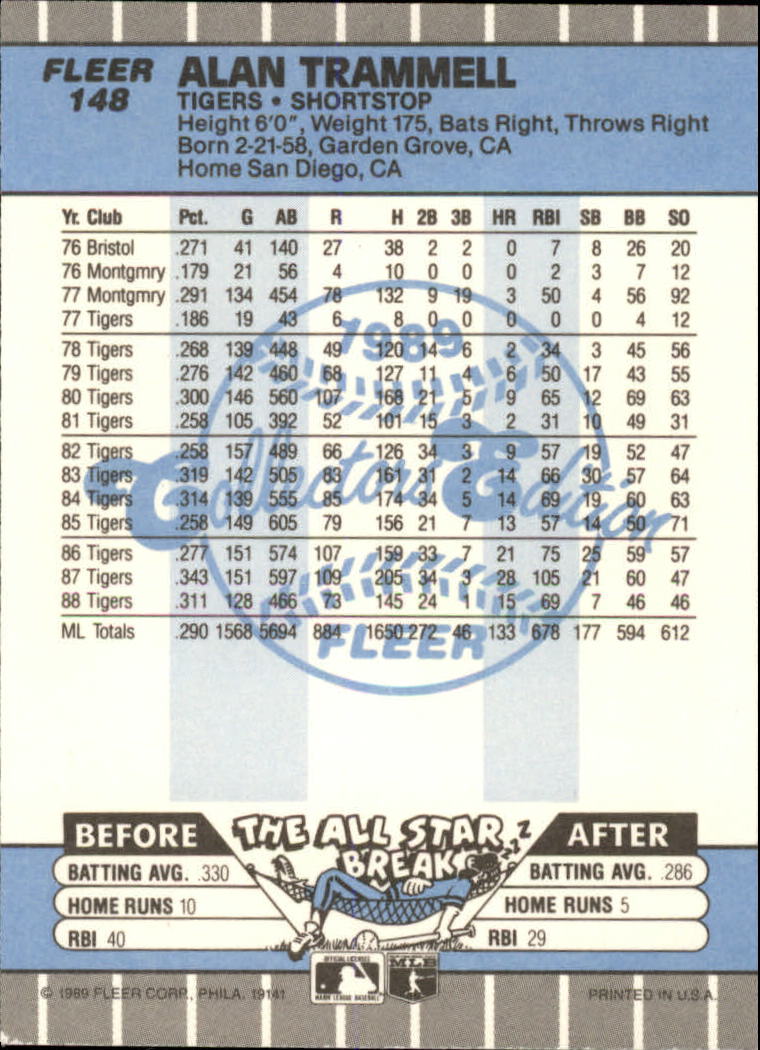 FLEER
148
ALAN TRAMMELL
TIGERS • SHORTSTOP
Height 6'0", Weight 175, Bats Right, Throws Right
Born 2-21-58, Garden Grove, CA
Home San Diego, CA
Yr. Club Pct. G AB R H 2B 3B HR RBI SB BB SO
76 Bristol .271 41 140 27 38 2 2 0 7 8 26 20
76 Montgmry .179 21 56 4 10 0 0 0 2 3 7 12
77 Montgmry .291 134 454 78 132 9 19 3 50 4 56 92
77 Tigers .186 19 43 6 8 0 0 0 0 0 4 12
78 Tigers .268 139 448 49 120 14 6 2 34 3 45 56
79 Tigers .276 142 460 68 127 11 4 6 50 17 43 55
80 Tigers .300 146 560 107 168 21 5 9 65 12 69 63
81 Tigers .258 105 392 52 101 15 3 2 31 10 49 31
82 Tigers .258 157 489 66 126 34 3 9 57 19 52 47
83 Tigers .319 142 505 83 161 31 2 14 66 30 57 64
84 Tigers .314 139 555 85 174 34 5 14 69 19 60 63
85 Tigers .258 149 605 79 156 21 7 13 57 14 50 71
86 Tigers .277 151 574 107 159 33 7 21 75 25 59 57
87 Tigers .343 151 597 109 205 34 3 28 105 21 60 47
88 Tigers .311 128 466 73 145 24 1 15 69 7 46 46
ML Totals .290 1568 5694 884 1650 272 46 133 678 177 594 612
1989
Collectors Edition
FLEER
BEFORE THE ALL STAR BREAK AFTER
ZZZ
BATTING AVG. .330
HOME RUNS 10
RBI 40
BATTING AVG. .286
HOME RUNS 5
RBI 29
OFFICIAL LICENSEE
MAJOR LEAGUE BASEBALL
MLB
© 1989 FLEER CORP., PHILA. 19141
PRINTED IN U.S.A.